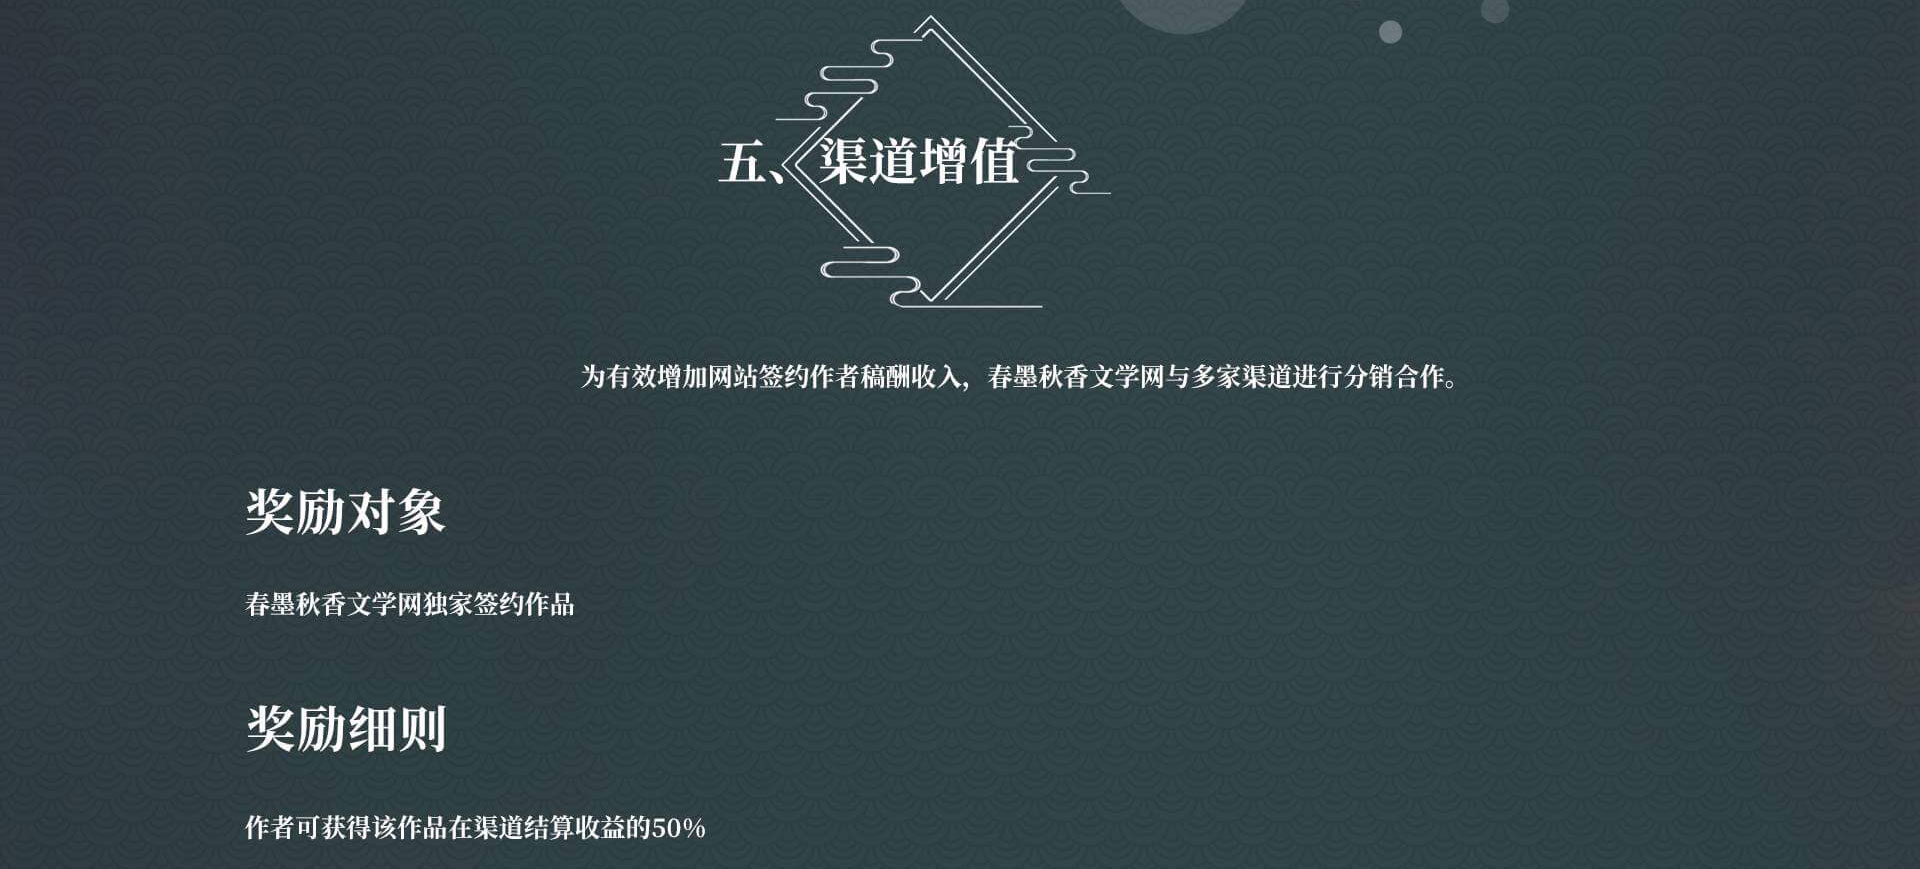 五、渠道增值
为有效增加网站签约作者稿酬收入，春墨秋香文学网与多家渠道进行分销合作。
奖励对象
春墨秋香文学网独家签约作品
奖励细则
作者可获得该作品在渠道结算收益的50%